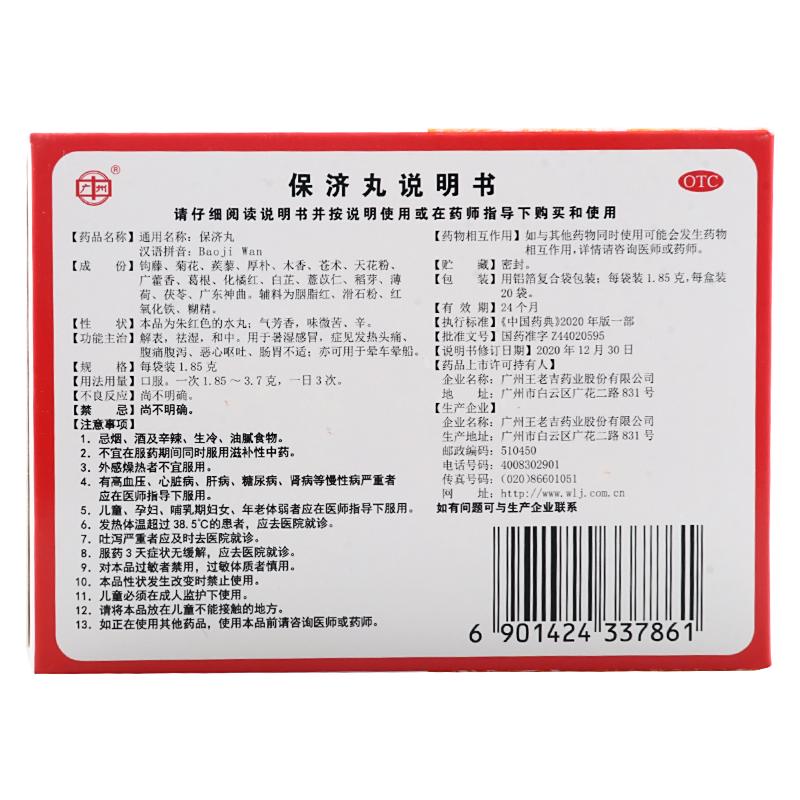 广州
®
保济丸说明书
OTC
请仔细阅读说明书并按说明使用或在药师指导下购买和使用
【药品名称】通用名称：保济丸
汉语拼音：Baoji Wan
【成　　份】钩藤、菊花、蒺藜、厚朴、木香、苍术、天花粉、
广藿香、葛根、化橘红、白芷、薏苡仁、稻芽、薄
荷、茯苓、广东神曲。辅料为胭脂红、滑石粉、红
氧化铁、糊精。
【性　　状】本品为朱红色的水丸；气芳香，味微苦、辛。
【功能主治】解表，祛湿，和中。用于暑湿感冒，症见发热头痛、
腹痛腹泻、恶心呕吐、肠胃不适；亦可用于晕车晕船。
【规　　格】每袋装1.85克
【用法用量】口服。一次1.85～3.7克，一日3次。
【不良反应】尚不明确。
【禁　　忌】尚不明确。
【注意事项】
1．忌烟、酒及辛辣、生冷、油腻食物。
2．不宜在服药期间同时服用滋补性中药。
3．外感燥热者不宜服用。
4．有高血压、心脏病、肝病、糖尿病、肾病等慢性病严重者
应在医师指导下服用。
5．儿童、孕妇、哺乳期妇女、年老体弱者应在医师指导下服用。
6．发热体温超过38.5℃的患者，应去医院就诊。
7．吐泻严重者应及时去医院就诊。
8．服药3天症状无缓解，应去医院就诊。
9．对本品过敏者禁用，过敏体质者慎用。
10．本品性状发生改变时禁止使用。
11．儿童必须在成人监护下使用。
12．请将本品放在儿童不能接触的地方。
13．如正在使用其他药品，使用本品前请咨询医师或药师。
【药物相互作用】如与其他药物同时使用可能会发生药物
相互作用，详情请咨询医师或药师。
【贮　　藏】密封。
【包　　装】用铝箔复合袋包装；每袋装1.85克，每盒装
20袋。
【有 效 期】24个月
【执行标准】《中国药典》2020年版一部
【批准文号】国药准字Z44020595
【说明书修订日期】2020年12月30日
【药品上市许可持有人】
企业名称：广州王老吉药业股份有限公司
地　　址：广州市白云区广花二路831号
【生产企业】
企业名称：广州王老吉药业股份有限公司
生产地址：广州市白云区广花二路831号
邮政编码：510450
电话号码：4008302901
传真号码：(020)86601051
网　　址：http://www.wlj.com.cn
如有问题可与生产企业联系
6 901424 337861